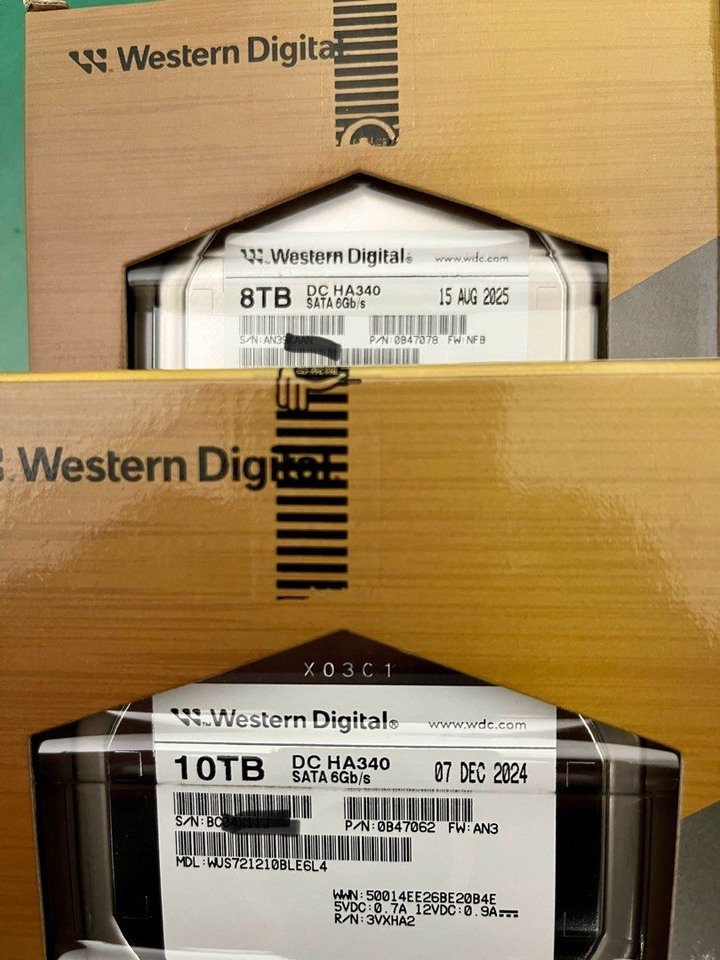 Western Digital
Western Digital® www.wdc.com
8TB DC HA340 15 AUG 2025
SATA 6Gb/s
P/N:0B47078 FW:NFB
Western Digital
X03C1
Western Digital® www.wdc.com
10TB DC HA340 07 DEC 2024
SATA 6Gb/s
S/N:
P/N:0B47062 FW:AN3
MDL:WUS721210BLE6L4
WWN:50014EE26BE20B4E
5VDC:0.7A 12VDC:0.9A
R/N:3VXHA2